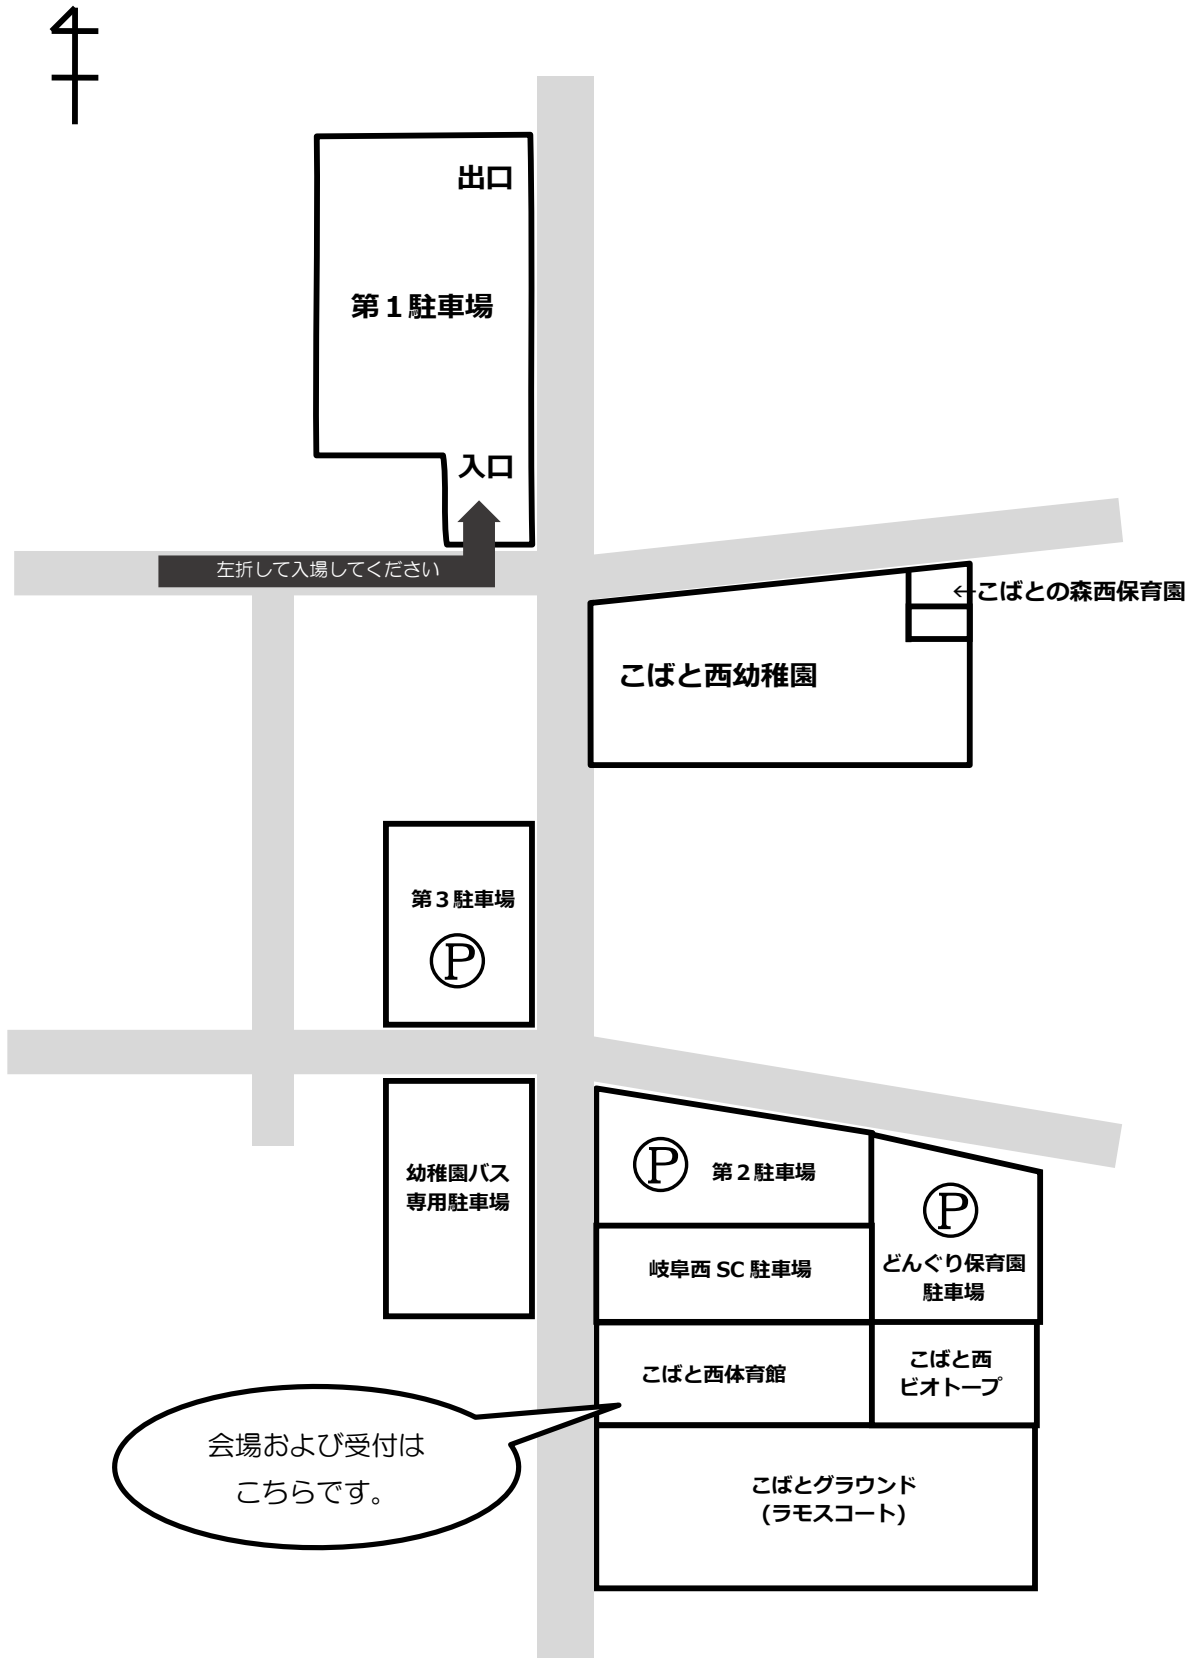 出口
第１駐車場
入口
左折して入場してください
←こばとの森西保育園
こばと西幼稚園
第３駐車場
Ⓟ
幼稚園バス
専用駐車場
Ⓟ 第２駐車場
Ⓟ
岐阜西 SC 駐車場
どんぐり保育園
駐車場
こばと西体育館
こばと西
ビオトープ
会場および受付は
こちらです。
こばとグラウンド
(ラモスコート)